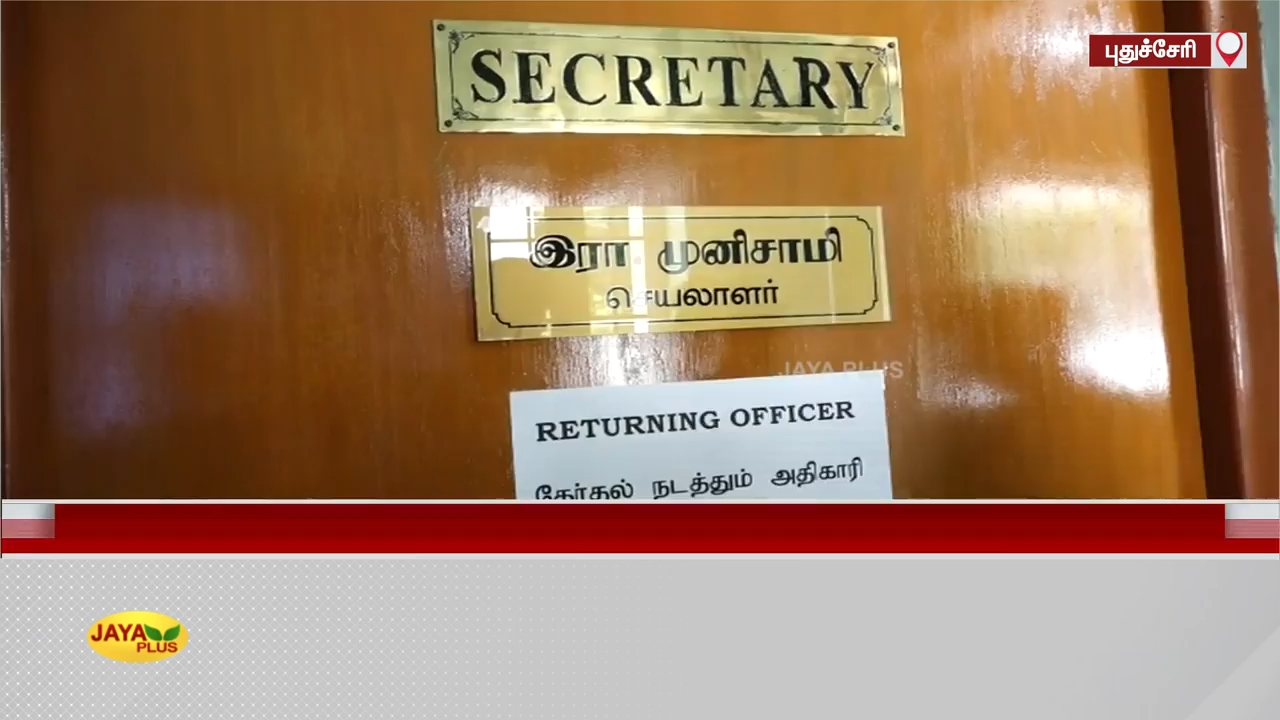 புதுச்சேரி
SECRETARY
இரா. முனிசாமி
செயலாளர்
JAYA PLUS
RETURNING OFFICER
தேர்தல் நடத்தும் அதிகாரி
JAYA
PLUS